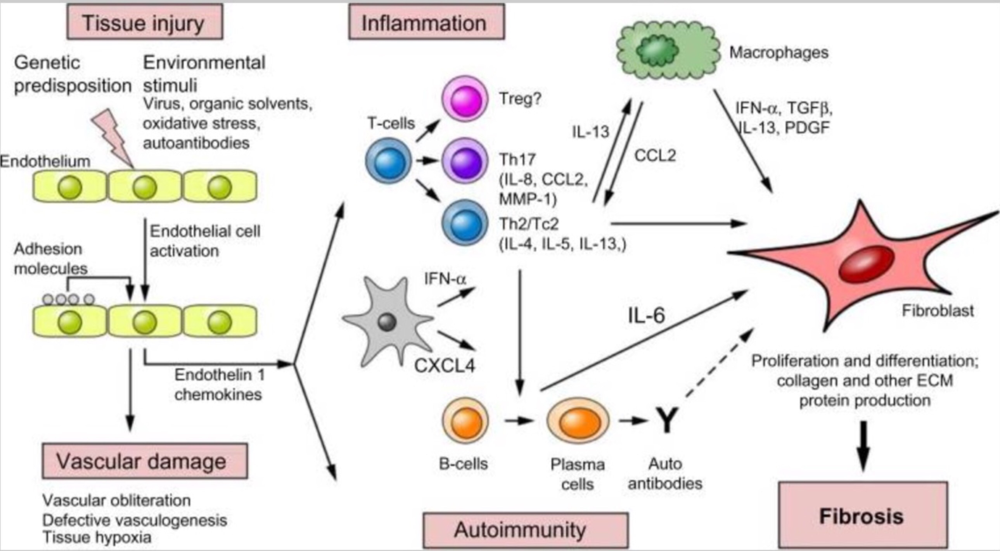 Tissue injury
Genetic
predisposition
Environmental
stimuli
Virus, organic solvents,
oxidative stress,
autoantibodies
Endothelium
Endothelial cell
activation
Adhesion
molecules
Endothelin 1
chemokines
Vascular damage
Vascular obliteration
Defective vasculogenesis
Tissue hypoxia
Inflammation
T-cells
Treg?
Th17
(IL-8, CCL2,
MMP-1)
Th2/Tc2
(IL-4, IL-5, IL-13,)
IL-13
CCL2
Macrophages
IFN-α, TGFβ,
IL-13, PDGF
IFN-α
CXCL4
IL-6
B-cells
Plasma
cells
Y
Auto
antibodies
Autoimmunity
Fibroblast
Proliferation and differentiation;
collagen and other ECM
protein production
Fibrosis